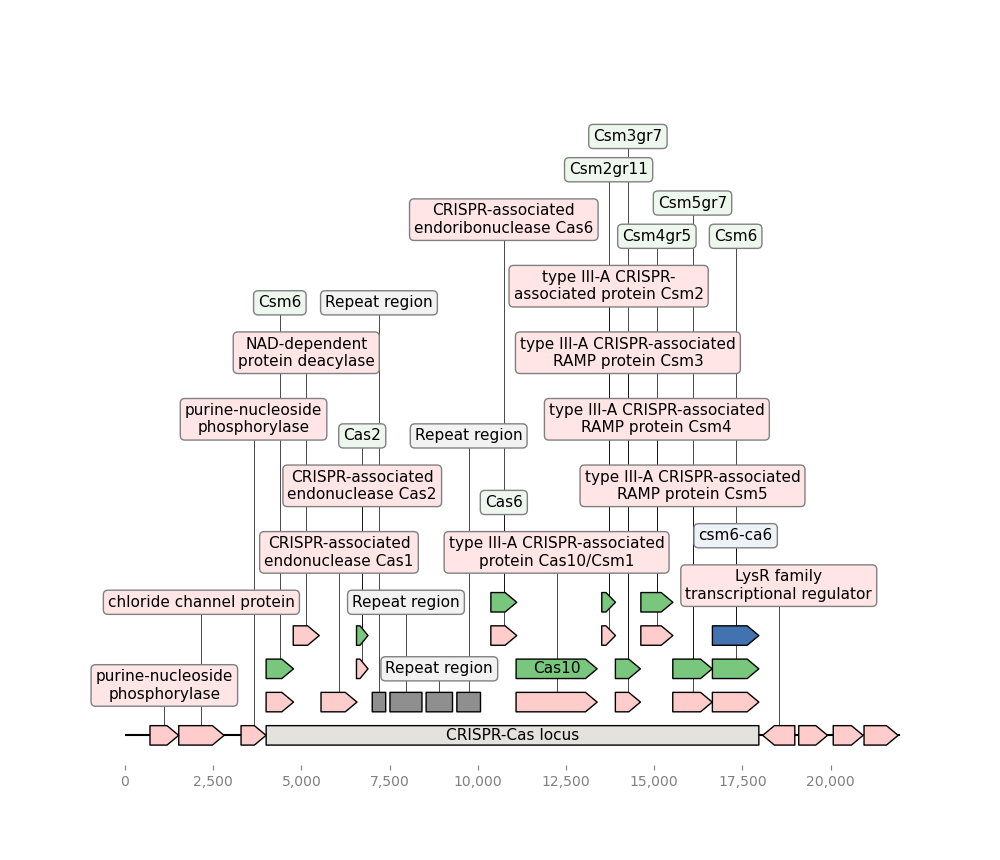 Csm3gr7
Csm2gr11
Csm5gr7
CRISPR-associated
endoribonuclease Cas6
Csm4gr5
Csm6
type III-A CRISPR-
associated protein Csm2
Csm6
Repeat region
NAD-dependent
protein deacylase
type III-A CRISPR-associated
RAMP protein Csm3
purine-nucleoside
phosphorylase
type III-A CRISPR-associated
RAMP protein Csm4
Cas2
Repeat region
CRISPR-associated
endonuclease Cas2
type III-A CRISPR-associated
RAMP protein Csm5
Cas6
csm6-ca6
CRISPR-associated
endonuclease Cas1
type III-A CRISPR-associated
protein Cas10/Csm1
LysR family
transcriptional regulator
chloride channel protein
Repeat region
purine-nucleoside
phosphorylase
Repeat region
Cas10
CRISPR-Cas locus
0
2,500
5,000
7,500
10,000
12,500
15,000
17,500
20,000